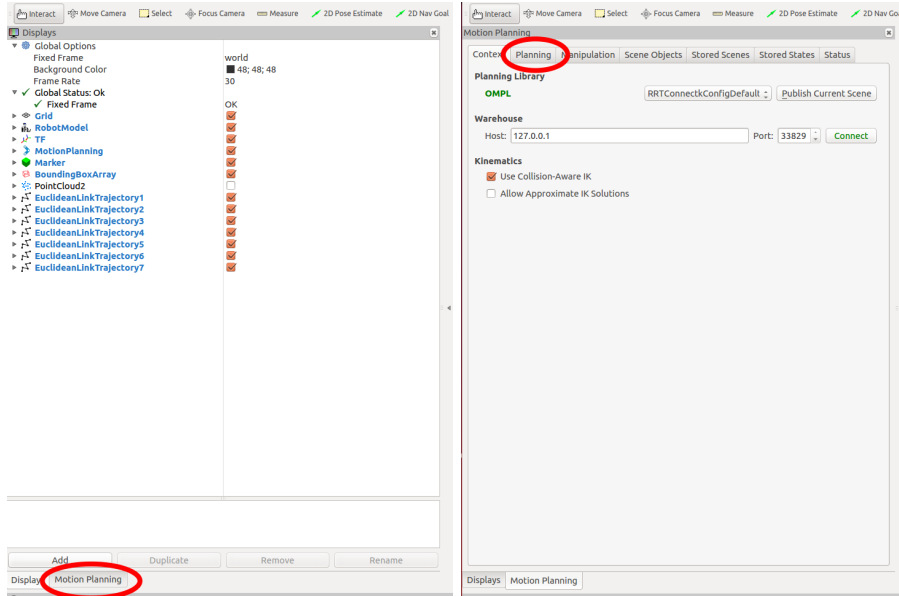 Interact Move Camera Select Focus Camera Measure 2D Pose Estimate 2D Nav Goal
Displays
Global Options
Fixed Frame world
Background Color 48; 48; 48
Frame Rate 30
Global Status: Ok
Fixed Frame OK
Grid
RobotModel
TF
MotionPlanning
Marker
BoundingBoxArray
PointCloud2
EuclideanLinkTrajectory1
EuclideanLinkTrajectory2
EuclideanLinkTrajectory3
EuclideanLinkTrajectory4
EuclideanLinkTrajectory5
EuclideanLinkTrajectory6
EuclideanLinkTrajectory7
Add Duplicate Remove Rename
Display Motion Planning
Interact Move Camera Select Focus Camera Measure 2D Pose Estimate 2D Nav Go
Motion Planning
Context Planning Manipulation Scene Objects Stored Scenes Stored States Status
Planning Library
OMPL RRTConnectkConfigDefault Publish Current Scene
Warehouse
Host: 127.0.0.1 Port: 33829 Connect
Kinematics
Use Collision-Aware IK
Allow Approximate IK Solutions
Displays Motion Planning